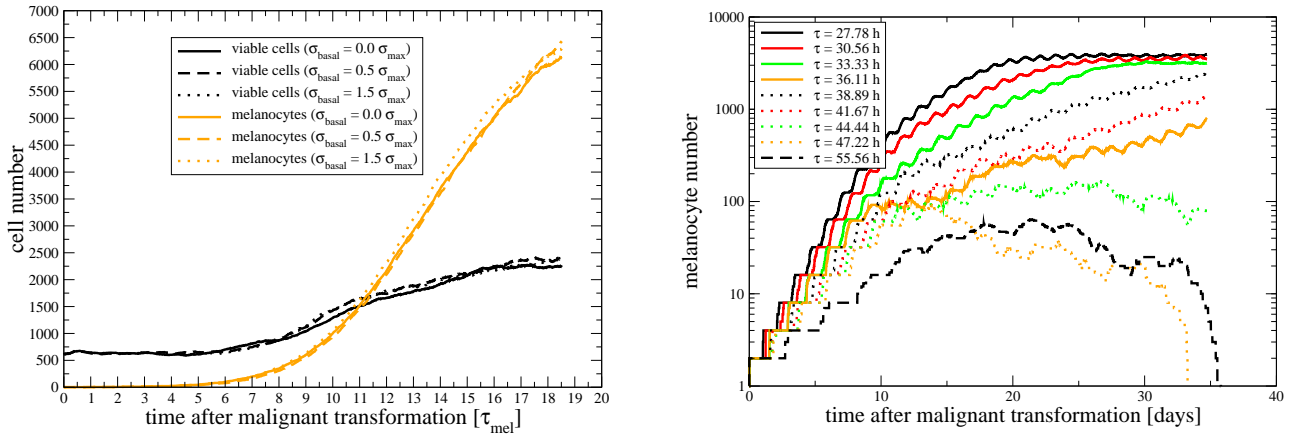 6500
6000
5500
5000
4500
4000
3500
3000
2500
2000
1500
1000
500
0
cell number
viable cells (σbasal = 0.0 σmax)
viable cells (σbasal = 0.5 σmax)
viable cells (σbasal = 1.5 σmax)
melanocytes (σbasal = 0.0 σmax)
melanocytes (σbasal = 0.5 σmax)
melanocytes (σbasal = 1.5 σmax)
0 1 2 3 4 5 6 7 8 9 10 11 12 13 14 15 16 17 18 19 20
time after malignant transformation [τmel]
10000
1000
100
10
1
melanocyte number
τ = 27.78 h
τ = 30.56 h
τ = 33.33 h
τ = 36.11 h
τ = 38.89 h
τ = 41.67 h
τ = 44.44 h
τ = 47.22 h
τ = 55.56 h
0 10 20 30 40
time after malignant transformation [days]